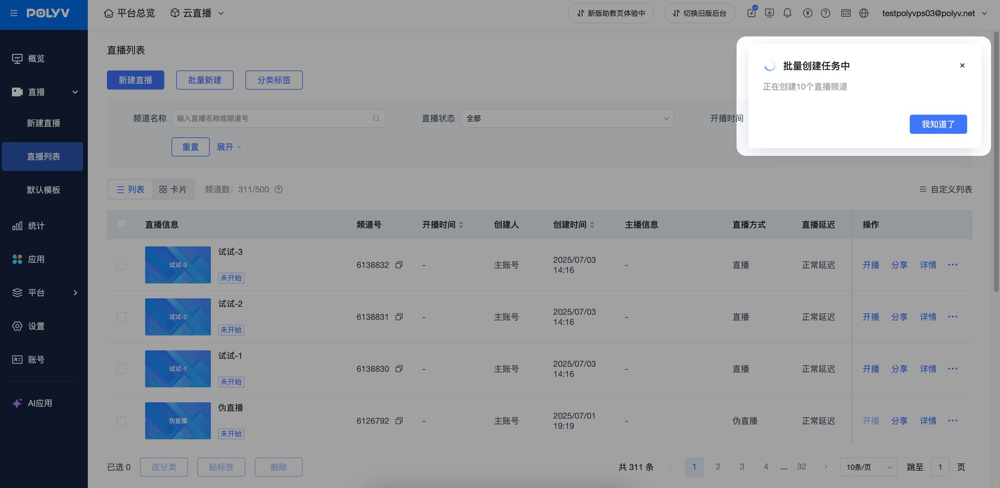 POLYV
平台总览
云直播
新版助教页体验中
切换旧版后台
testpolyvps03@polyv.net
概览
直播
新建直播
直播列表
默认模板
统计
应用
平台
设置
账号
AI应用
直播列表
新建直播
批量新建
分类标签
批量创建任务中
正在创建10个直播频道
我知道了
频道名称
输入直播名称或频道号
直播状态
全部
开播时间
重置
展开
列表
卡片
频道数：311/500
自定义列表
直播信息 频道号 开播时间 创建人 创建时间 主播信息 直播方式 直播延迟 操作
试试-3
试试-3
未开始
6138832 - 主账号 2025/07/03 14:16 - 直播 正常延迟 开播 分享 详情 ...
试试-2
试试-2
未开始
6138831 - 主账号 2025/07/03 14:16 - 直播 正常延迟 开播 分享 详情 ...
试试-1
试试-1
未开始
6138830 - 主账号 2025/07/03 14:16 - 直播 正常延迟 开播 分享 详情 ...
伪直播
伪直播
未开始
6126792 - 主账号 2025/07/01 19:19 - 伪直播 正常延迟 开播 分享 详情 ...
已选 0 改分类 贴标签 删除
共 311 条 1 2 3 4 ... 32 10条/页 跳至 1 页